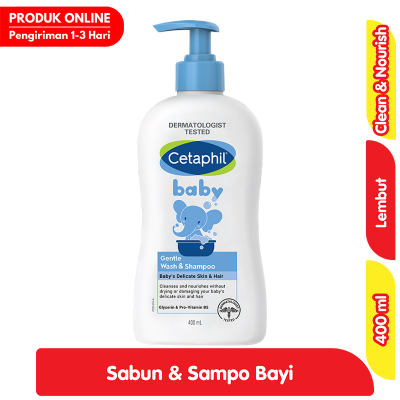 PRODUK ONLINE
Pengiriman 1-3 Hari
DERMATOLOGIST
TESTED
Cetaphil
baby
Gentle
Wash & Shampoo
Baby's Delicate Skin & Hair
Cleanses and nourishes without
drying or damaging your baby's
delicate skin and hair
Glycerin & Pro-Vitamin B5
400 mL
Clean & Nourish
Lembut
400 ml
Sabun & Sampo Bayi